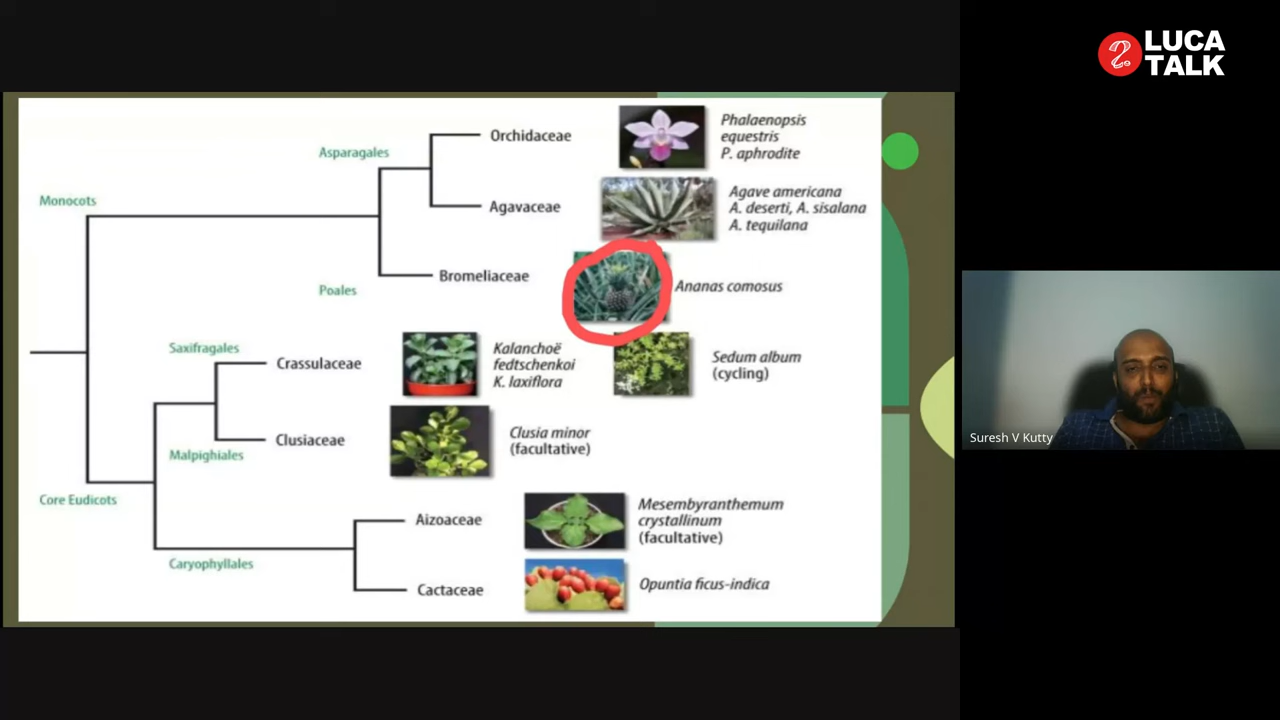 LUCA
TALK
Orchidaceae
Phalaenopsis
equestris
P. aphrodite
Asparagales
Monocots
Agavaceae
Agave americana
A. deserti, A. sisalana
A. tequilana
Bromeliaceae
Ananas comosus
Poales
Saxifragales
Crassulaceae
Kalanchoë
fedtschenkoi
K. laxiflora
Sedum album
(cycling)
Clusiaceae
Clusia minor
(facultative)
Malpighiales
Core Eudicots
Aizoaceae
Mesembryanthemum
crystallinum
(facultative)
Caryophyllales
Cactaceae
Opuntia ficus-indica
Suresh V Kutty